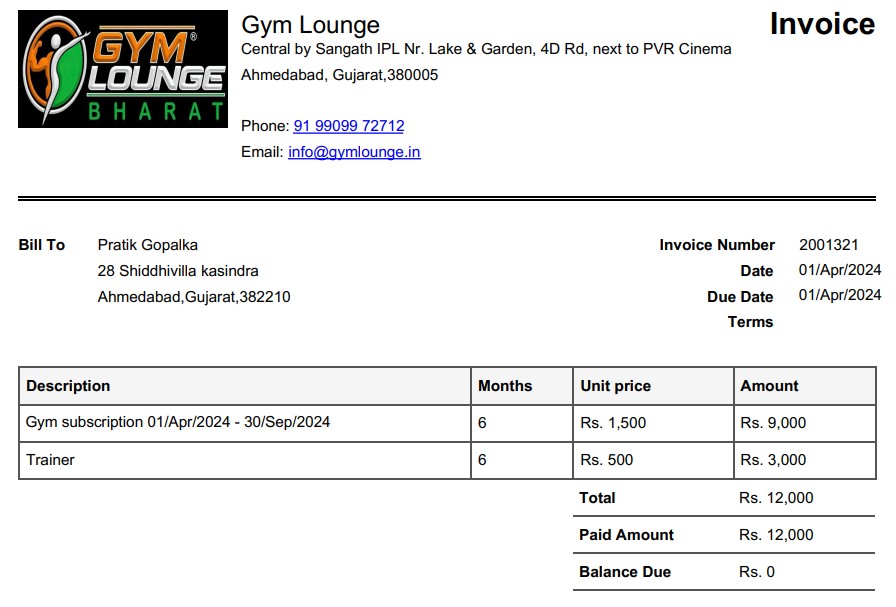 GYM®
LOUNGE
BHARAT
Gym Lounge
Invoice
Central by Sangath IPL Nr. Lake & Garden, 4D Rd, next to PVR Cinema
Ahmedabad, Gujarat,380005
Phone: 91 99099 72712
Email: info@gymlounge.in
Bill To Pratik Gopalka
28 Shiddhivilla kasindra
Ahmedabad,Gujarat,382210
Invoice Number 2001321
Date 01/Apr/2024
Due Date 01/Apr/2024
Terms
Description Months Unit price Amount
Gym subscription 01/Apr/2024 - 30/Sep/2024 6 Rs. 1,500 Rs. 9,000
Trainer 6 Rs. 500 Rs. 3,000
Total Rs. 12,000
Paid Amount Rs. 12,000
Balance Due Rs. 0